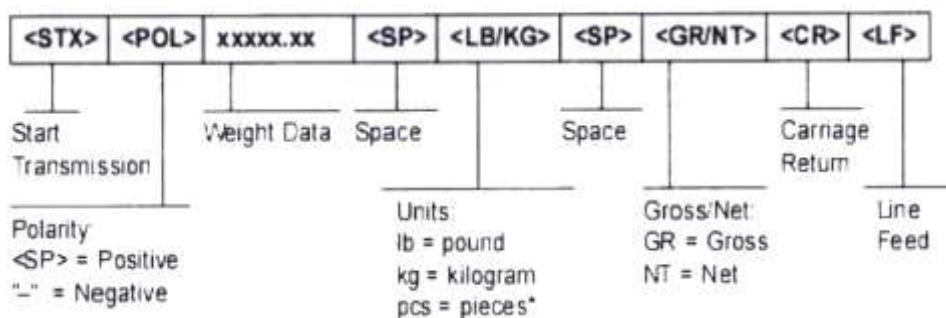 <STX> <POL> xxxxx.xx <SP> <LB/KG> <SP> <GR/NT> <CR> <LF>
Start
Transmission
Polarity:
<SP> = Positive
"–" = Negative
Weight Data
Space
Units:
lb = pound
kg = kilogram
pcs = pieces*
Space
Gross/Net:
GR = Gross
NT = Net
Carriage
Return
Line
Feed